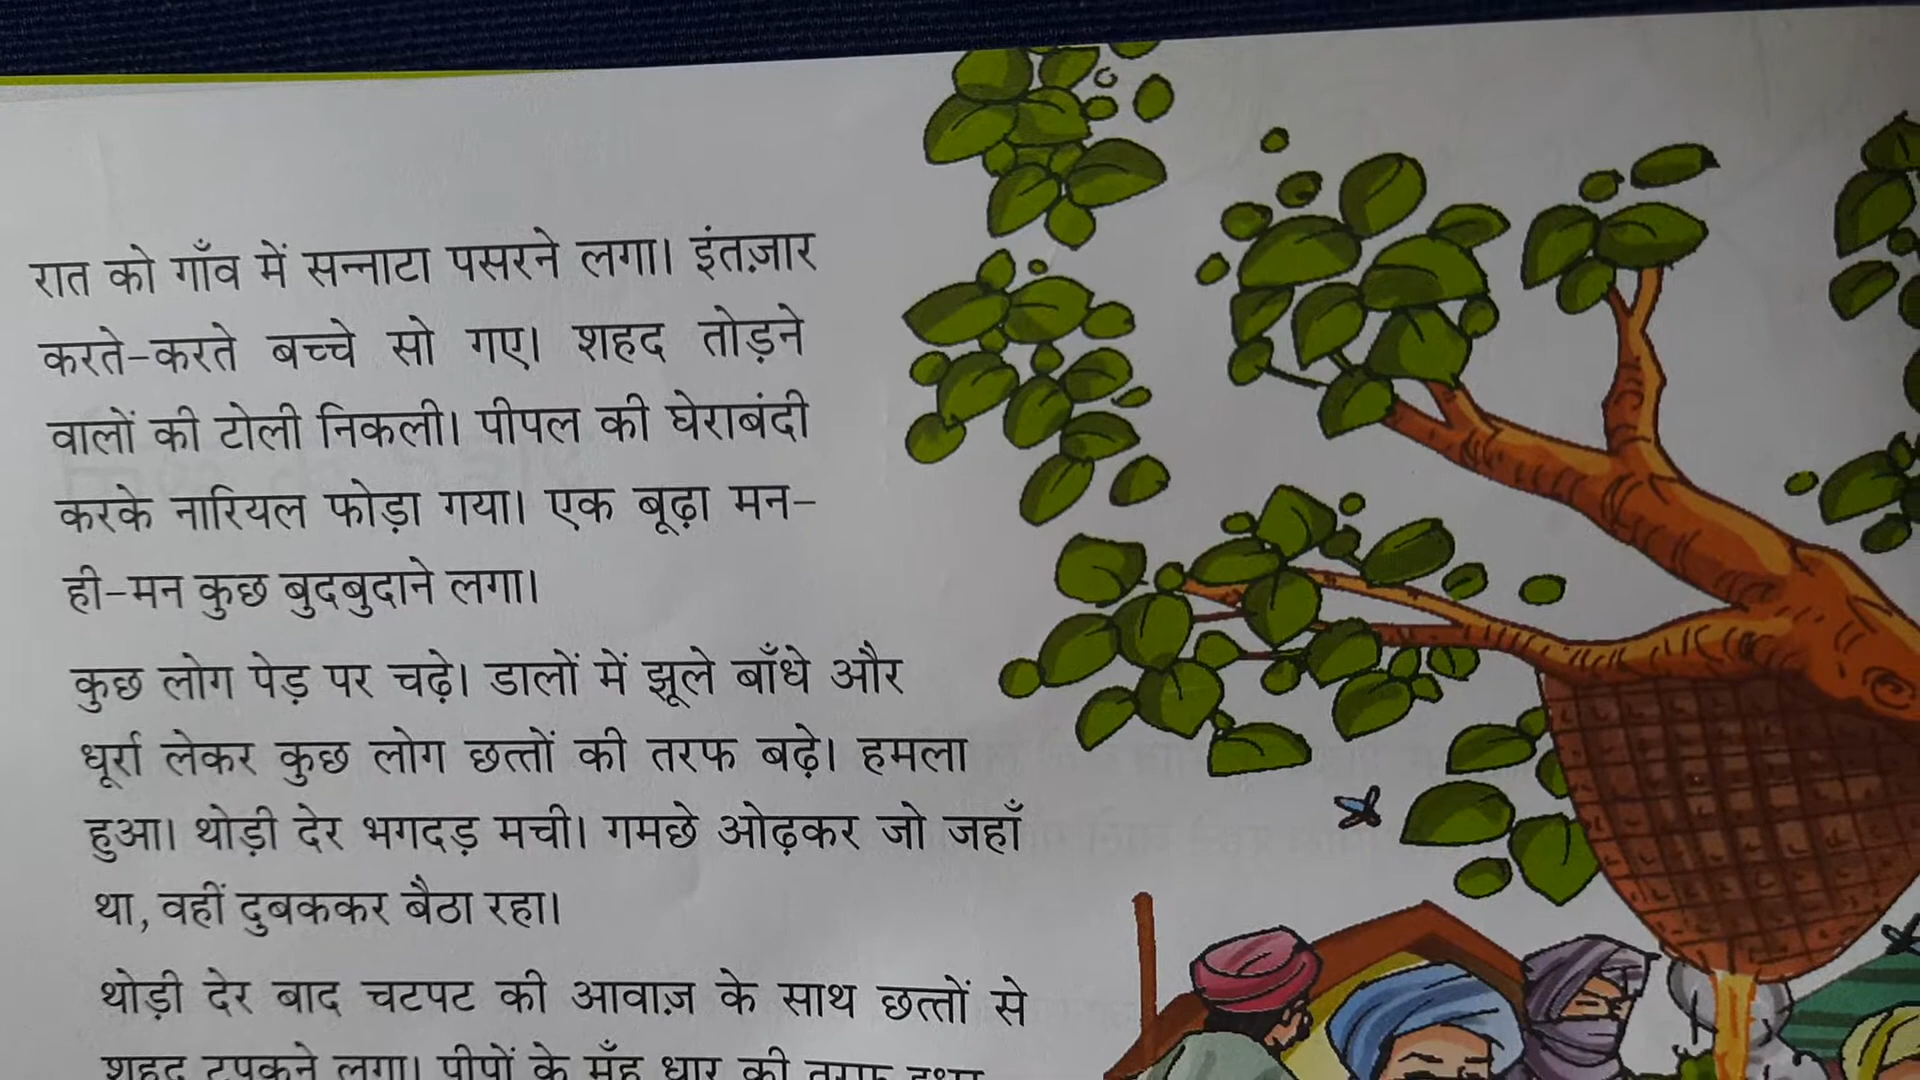 रात को गाँव में सन्नाटा पसरने लगा। इंतज़ार
करते-करते बच्चे सो गए। शहद तोड़ने
वालों की टोली निकली। पीपल की घेराबंदी
करके नारियल फोड़ा गया। एक बूढ़ा मन-
ही-मन कुछ बुदबुदाने लगा।
कुछ लोग पेड़ पर चढ़े। डालों में झूले बाँधे और
धूर्रा लेकर कुछ लोग छत्तों की तरफ बढ़े। हमला
हुआ। थोड़ी देर भगदड़ मची। गमछे ओढ़कर जो जहाँ
था, वहीं दुबककर बैठा रहा।
थोड़ी देर बाद चटपट की आवाज़ के साथ छत्तों से
शहद टपकने लगा। पीपों के मुँह धार की तरफ